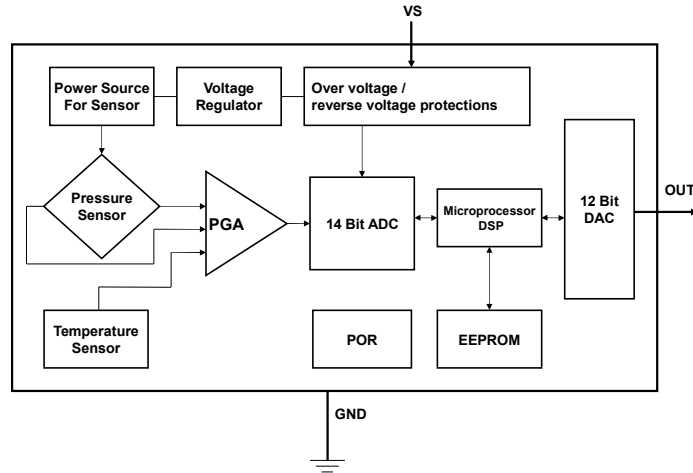 VS
Power Source
For Sensor
Voltage
Regulator
Over voltage /
reverse voltage protections
Pressure
Sensor
PGA
14 Bit ADC
Microprocessor
DSP
12 Bit
DAC
OUT
Temperature
Sensor
POR
EEPROM
GND